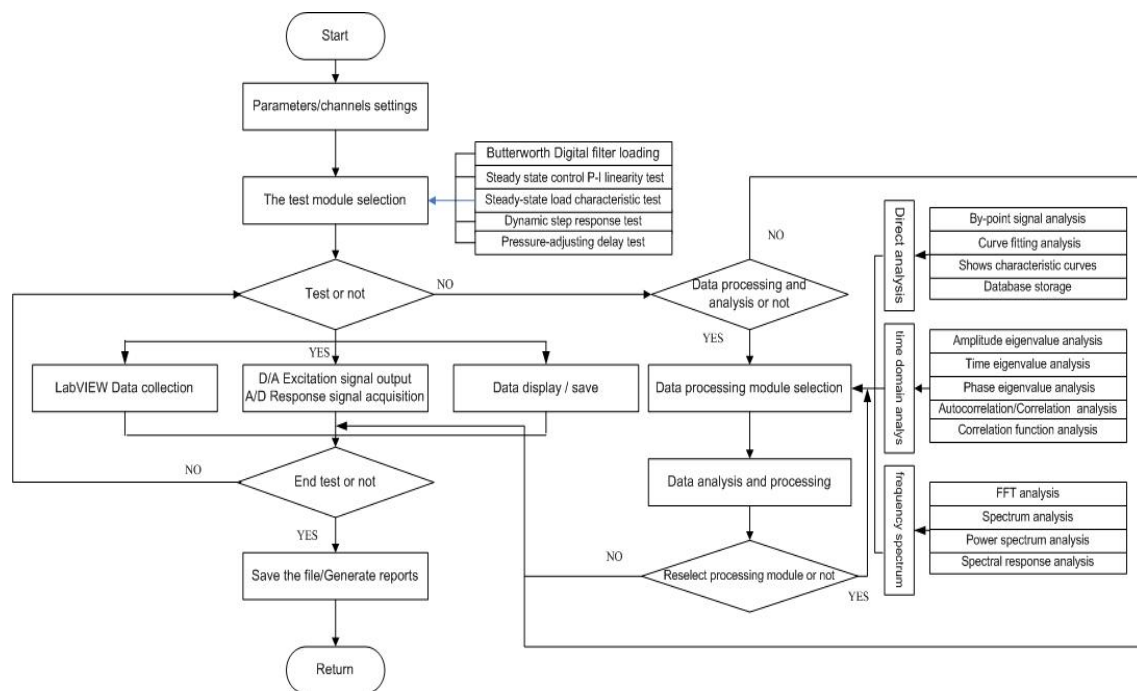 Start
Parameters/channels settings
The test module selection
Butterworth Digital filter loading
Steady state control P-I linearity test
Steady-state load characteristic test
Dynamic step response test
Pressure-adjusting delay test
Test or not
NO
YES
Data processing and
analysis or not
NO
YES
LabVIEW Data collection
D/A Excitation signal output
A/D Response signal acquisition
Data display / save
End test or not
NO
YES
Save the file/Generate reports
Return
Data processing module selection
Data analysis and processing
Reselect processing module or not
NO
YES
Direct analysis
By-point signal analysis
Curve fitting analysis
Shows characteristic curves
Database storage
time domain analys
Amplitude eigenvalue analysis
Time eigenvalue analysis
Phase eigenvalue analysis
Autocorrelation/Correlation analysis
Correlation function analysis
frequency spectrum
FFT analysis
Spectrum analysis
Power spectrum analysis
Spectral response analysis